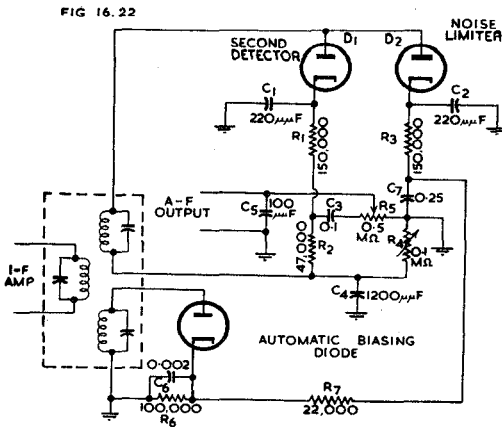 FIG 16.22
SECOND
DETECTOR
D1
D2
NOISE
LIMITER
C1
220μμF
C2
220μμF
R1
150,000
R3
150,000
A-F
OUTPUT
C5
100
μμF
C3
0.1
R5
0.5
MΩ
C7
0.25
R2
47,000
R4
0.1
MΩ
I-F
AMP
C4
1200μμF
AUTOMATIC BIASING
DIODE
0.002
C6
100,000
R6
R7
22,000